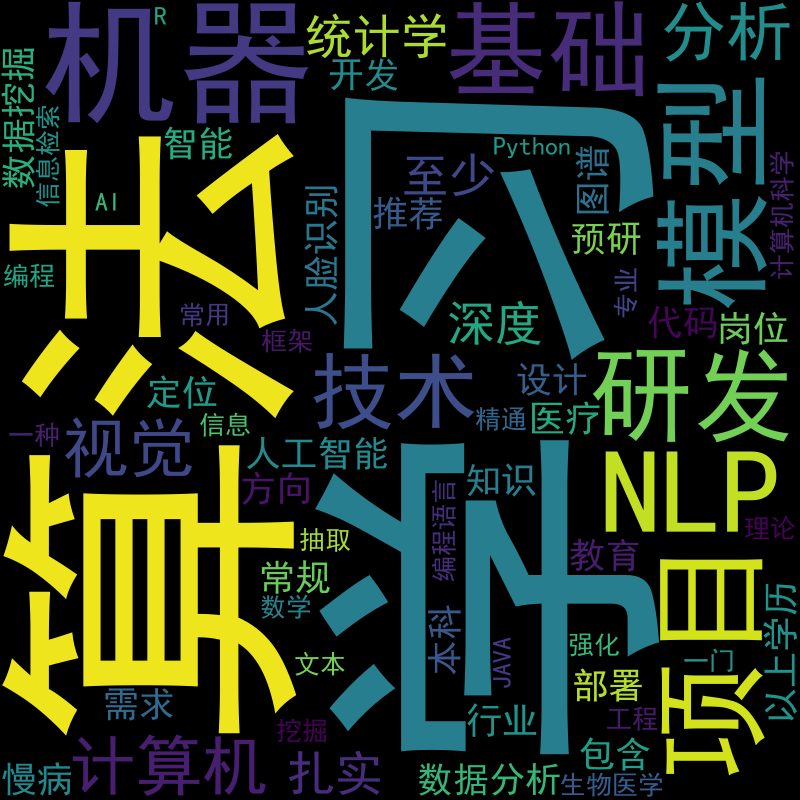 机器
R
统计学
基础
分析
数据挖掘
信息检索
智能
开发
Python
图谱
模型
计算机科学
AI
人脸识别
至少
推荐
预研
专业
算法
学习
编程
常用
框架
深度
代码
岗位
定位
技术
设计
研发
一种
信息
视觉
人工智能
精通
医疗
方向
知识
NLP
理论
抽取
编程语言
教育
项目
常规
数学
本科
强化
一门
以上学历
文本
JAVA
部署
需求
挖掘
行业
工程
慢病
计算机
扎实
数据分析
包含
生物医学